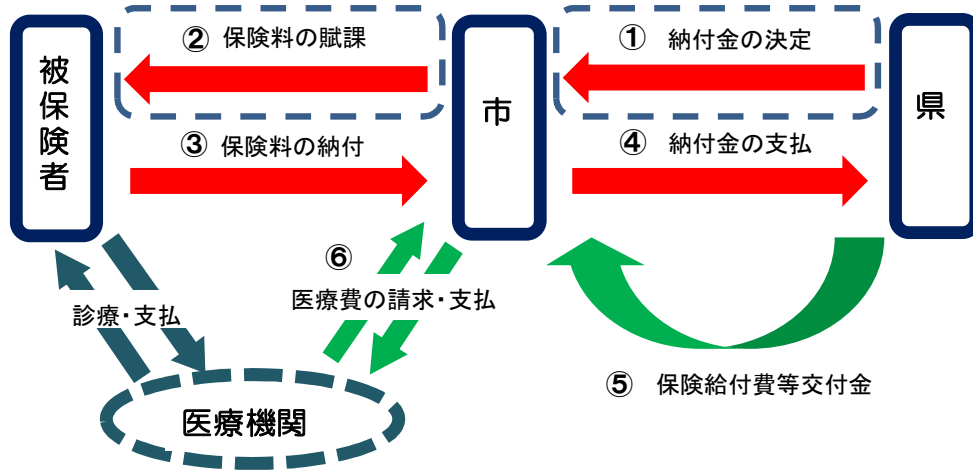 ② 保険料の賦課
① 納付金の決定
被保険者
市
県
③ 保険料の納付
④ 納付金の支払
⑥
医療費の請求・支払
診療・支払
⑤ 保険給付費等交付金
医療機関